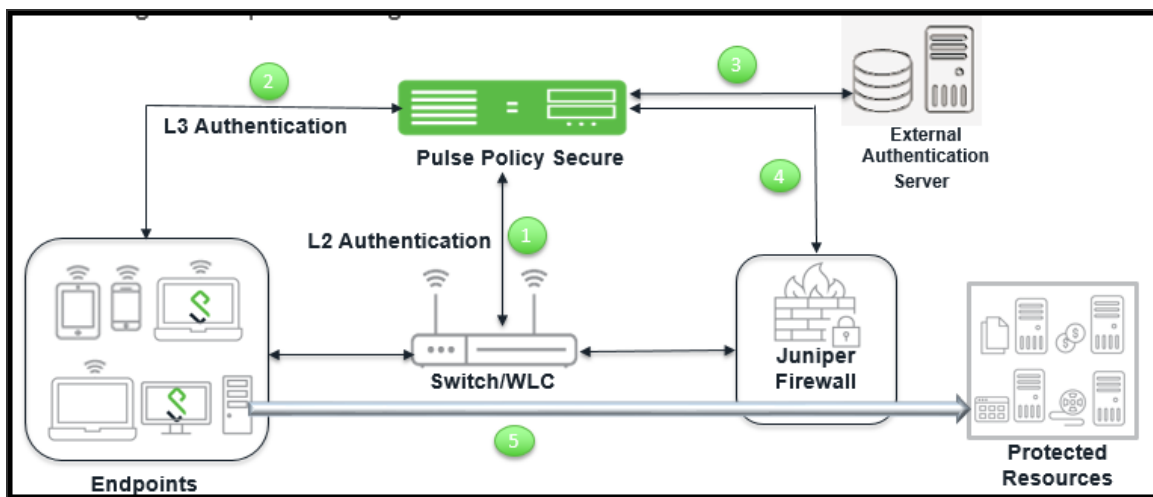 3
2
L3 Authentication
External
Authentication
Server
Pulse Policy Secure
4
L2 Authentication
1
Juniper
Firewall
Switch/WLC
5
Protected
Resources
Endpoints